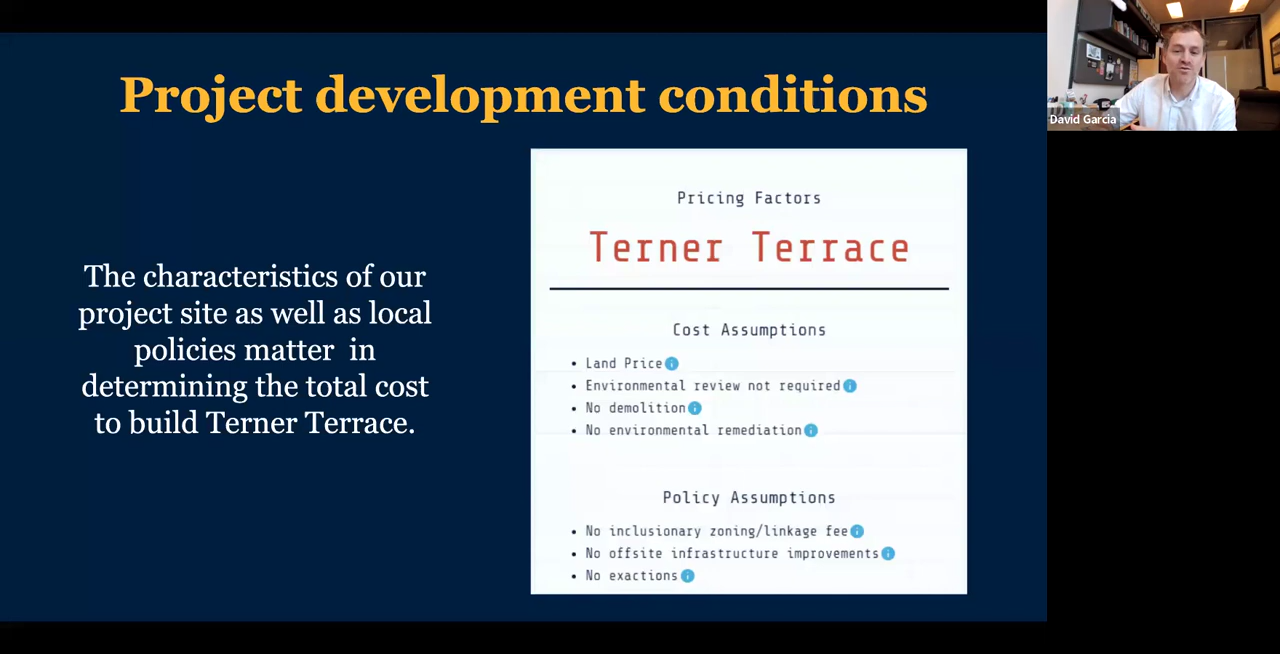 Project development conditions
The characteristics of our
project site as well as local
policies matter in
determining the total cost
to build Terner Terrace.
Pricing Factors
Terner Terrace
Cost Assumptions
• Land Price
• Environmental review not required
• No demolition
• No environmental remediation
Policy Assumptions
• No inclusionary zoning/linkage fee
• No offsite infrastructure improvements
• No exactions
David Garcia